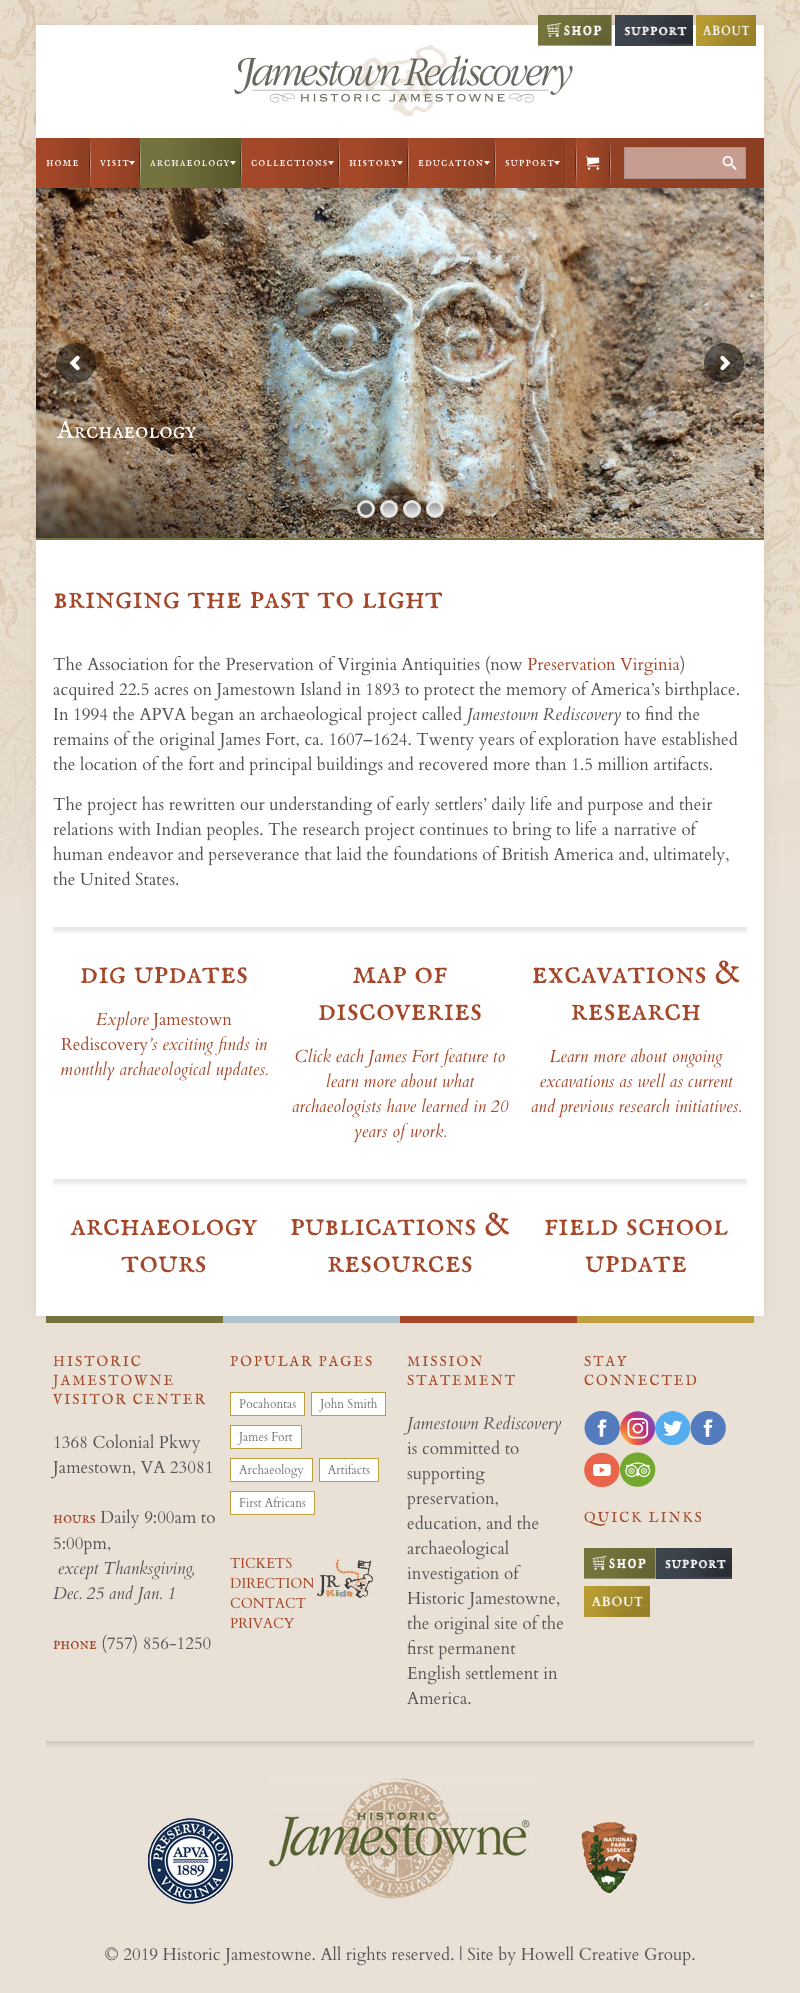 SHOP SUPPORT ABOUT
Jamestown Rediscovery
HISTORIC JAMESTOWNE
HOME VISIT ARCHAEOLOGY COLLECTIONS HISTORY EDUCATION SUPPORT
Archaeology
BRINGING THE PAST TO LIGHT
The Association for the Preservation of Virginia Antiquities (now Preservation Virginia)
acquired 22.5 acres on Jamestown Island in 1893 to protect the memory of America’s birthplace.
In 1994 the APVA began an archaeological project called Jamestown Rediscovery to find the
remains of the original James Fort, ca. 1607–1624. Twenty years of exploration have established
the location of the fort and principal buildings and recovered more than 1.5 million artifacts.
The project has rewritten our understanding of early settlers’ daily life and purpose and their
relations with Indian peoples. The research project continues to bring to life a narrative of
human endeavor and perseverance that laid the foundations of British America and, ultimately,
the United States.
DIG UPDATES
Explore Jamestown
Rediscovery’s exciting finds in
monthly archaeological updates.
MAP OF
DISCOVERIES
Click each James Fort feature to
learn more about what
archaeologists have learned in 20
years of work.
EXCAVATIONS &
RESEARCH
Learn more about ongoing
excavations as well as current
and previous research initiatives.
ARCHAEOLOGY
TOURS
PUBLICATIONS &
RESOURCES
FIELD SCHOOL
UPDATE
HISTORIC
JAMESTOWNE
VISITOR CENTER
1368 Colonial Pkwy
Jamestown, VA 23081
HOURS Daily 9:00am to
5:00pm,
except Thanksgiving,
Dec. 25 and Jan. 1
PHONE (757) 856-1250
POPULAR PAGES
Pocahontas John Smith
James Fort
Archaeology Artifacts
First Africans
TICKETS
DIRECTION
CONTACT
PRIVACY
JR
Kids
MISSION
STATEMENT
Jamestown Rediscovery
is committed to
supporting
preservation,
education, and the
archaeological
investigation of
Historic Jamestowne,
the original site of the
first permanent
English settlement in
America.
STAY
CONNECTED
QUICK LINKS
SHOP SUPPORT
ABOUT
PRESERVATION
APVA
1889
VIRGINIA
1607
HISTORIC
Jamestowne®
NATIONAL
PARK
SERVICE
© 2019 Historic Jamestowne. All rights reserved. | Site by Howell Creative Group.